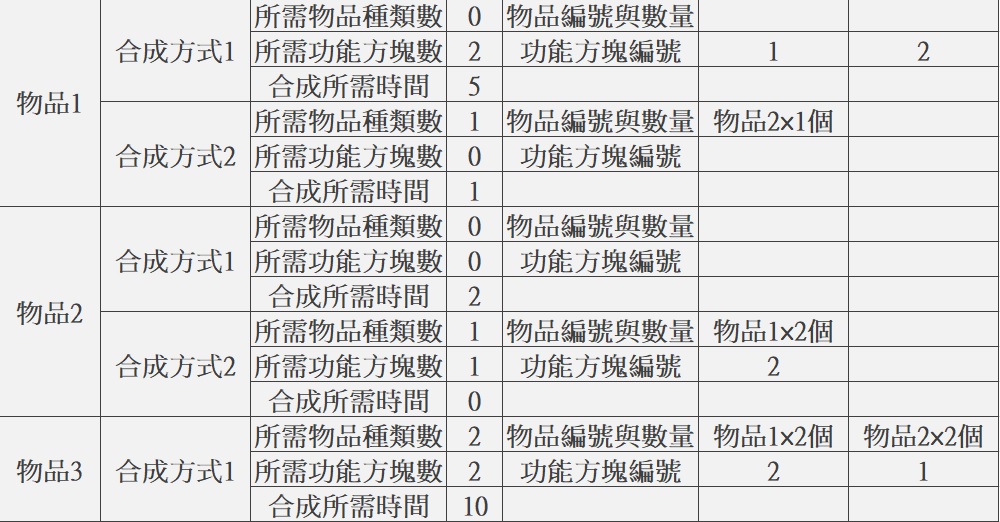 物品1 合成方式1 所需物品種類數 0 物品編號與數量
所需功能方塊數 2 功能方塊編號 1 2
合成所需時間 5
合成方式2 所需物品種類數 1 物品編號與數量 物品2×1個
所需功能方塊數 0 功能方塊編號
合成所需時間 1
物品2 合成方式1 所需物品種類數 0 物品編號與數量
所需功能方塊數 0 功能方塊編號
合成所需時間 2
合成方式2 所需物品種類數 1 物品編號與數量 物品1×2個
所需功能方塊數 1 功能方塊編號 2
合成所需時間 0
物品3 合成方式1 所需物品種類數 2 物品編號與數量 物品1×2個 物品2×2個
所需功能方塊數 2 功能方塊編號 2 1
合成所需時間 10